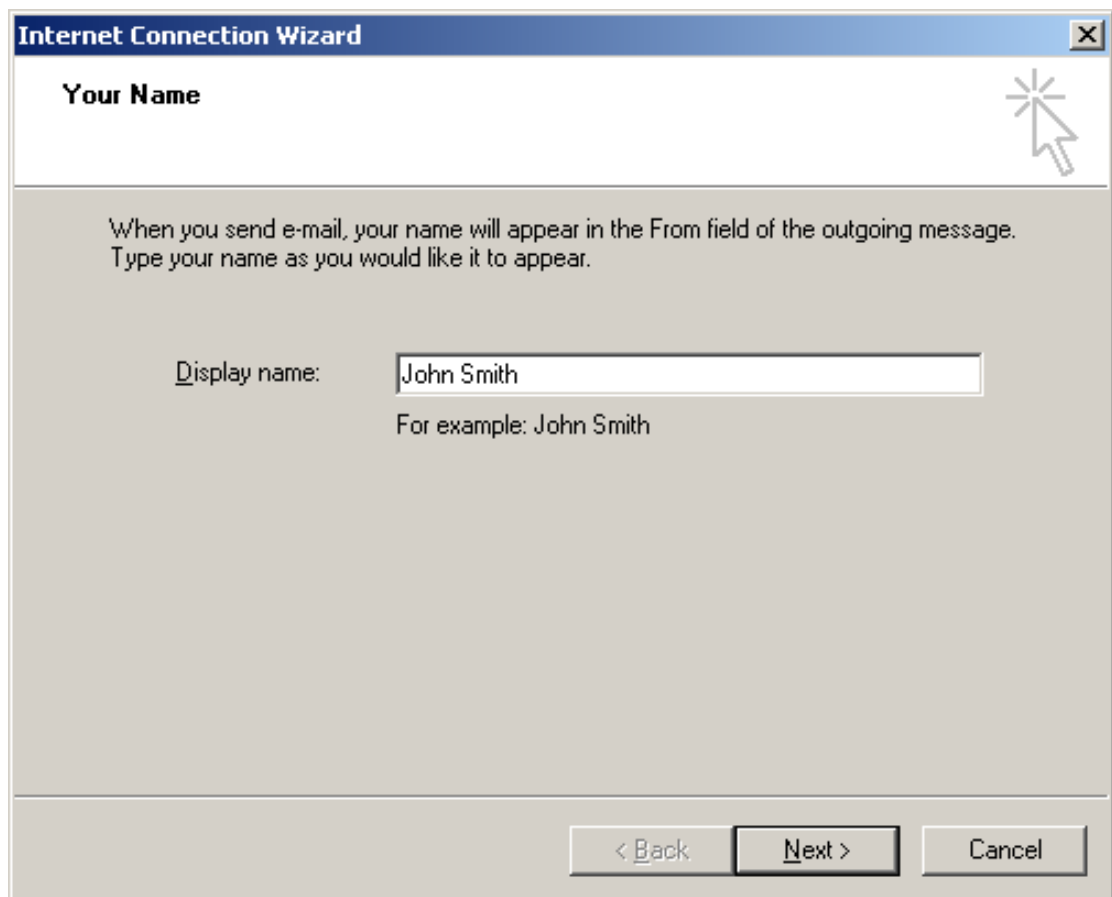 Internet Connection Wizard
Your Name
When you send e-mail, your name will appear in the From field of the outgoing message.
Type your name as you would like it to appear.
Display name: John Smith
For example: John Smith
< Back Next > Cancel